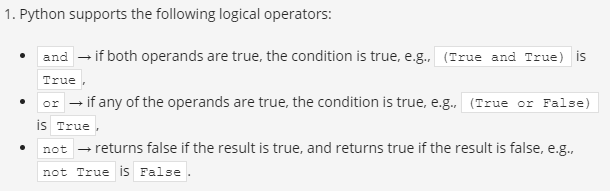 1. Python supports the following logical operators:
• and → if both operands are true, the condition is true, e.g., (True and True) is
True ,
• or → if any of the operands are true, the condition is true, e.g., (True or False)
is True ,
• not → returns false if the result is true, and returns true if the result is false, e.g.,
not True is False .